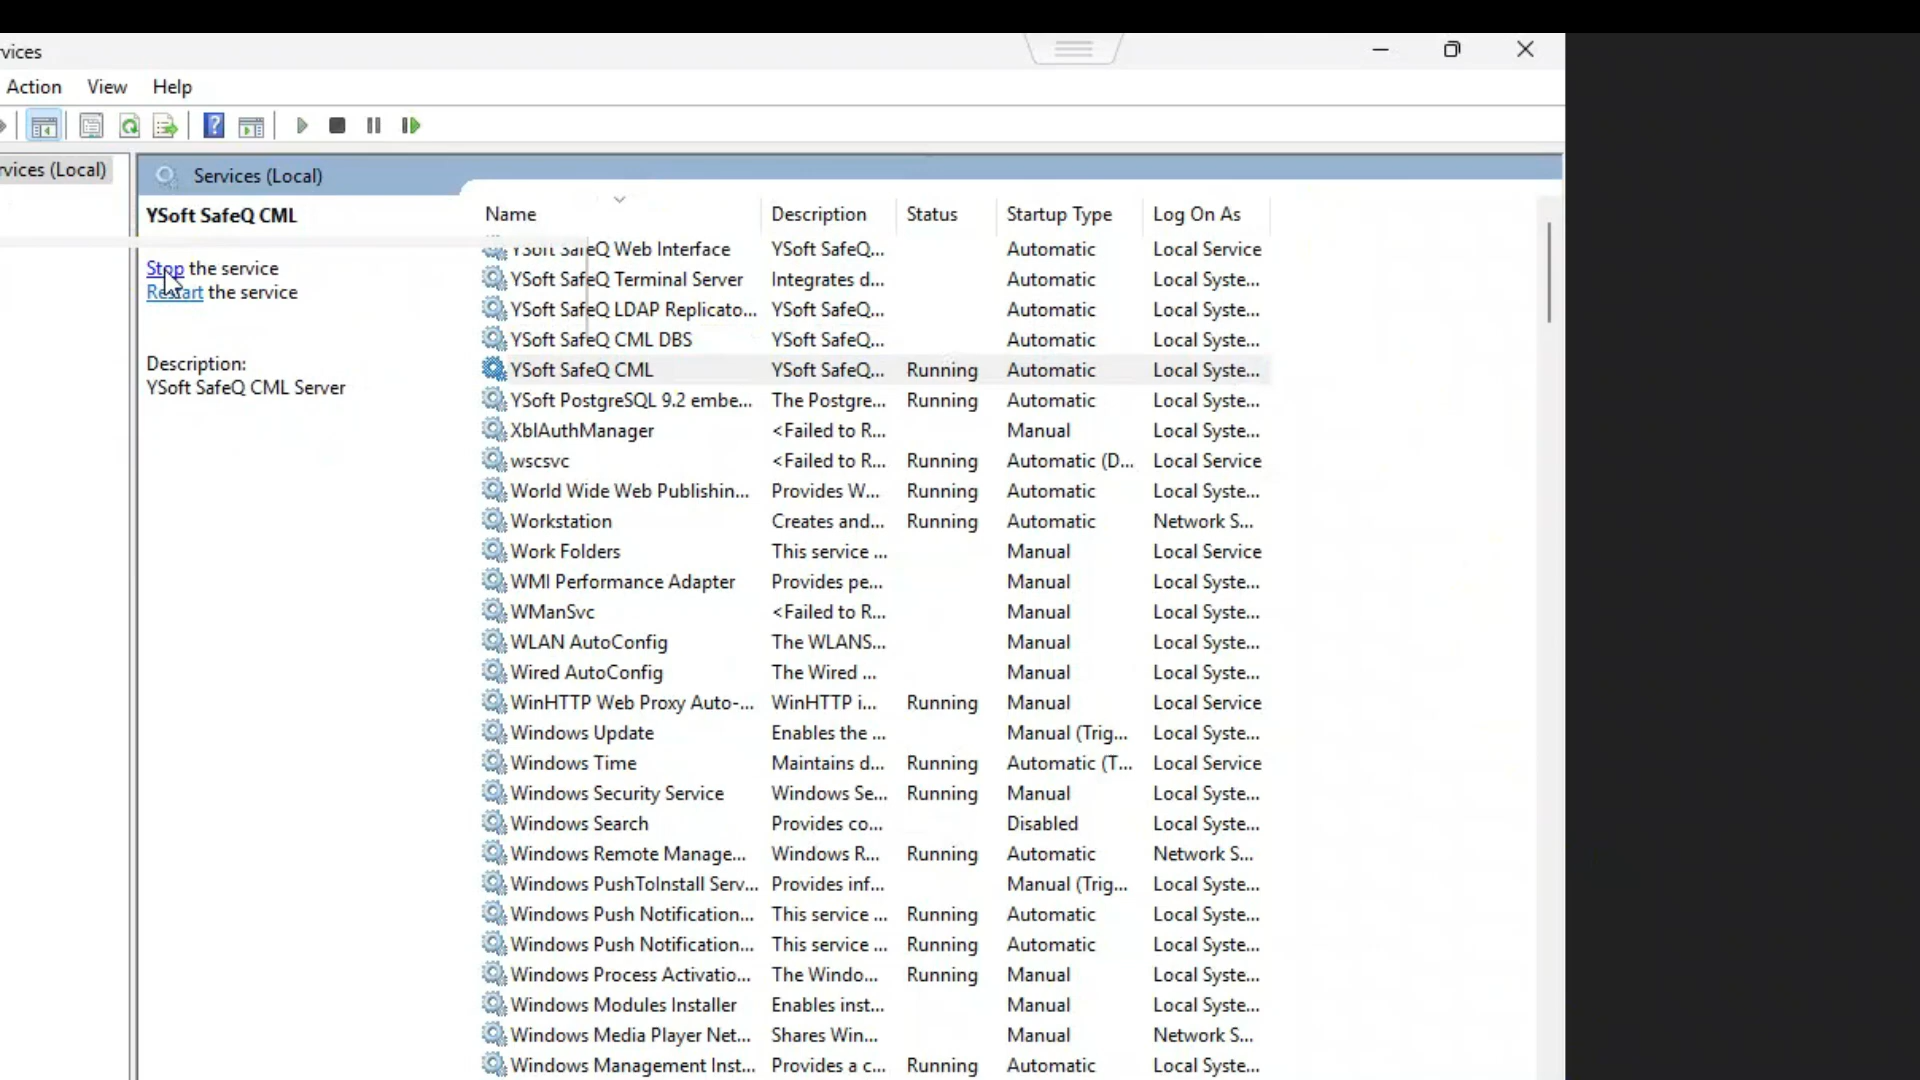 vices
Action View Help
rvices (Local)
Services (Local)
YSoft SafeQ CML
Stop the service
Restart the service
Description:
YSoft SafeQ CML Server
Name Description Status Startup Type Log On As
YSoft SafeQ Web Interface YSoft SafeQ... Automatic Local Service
YSoft SafeQ Terminal Server Integrates d... Automatic Local Syste...
YSoft SafeQ LDAP Replicato... YSoft SafeQ... Automatic Local Syste...
YSoft SafeQ CML DBS YSoft SafeQ... Automatic Local Syste...
YSoft SafeQ CML YSoft SafeQ... Running Automatic Local Syste...
YSoft PostgreSQL 9.2 embe... The Postgre... Running Automatic Local Syste...
XblAuthManager <Failed to R... Manual Local Syste...
wscsvc <Failed to R... Running Automatic (D... Local Service
World Wide Web Publishin... Provides W... Running Automatic Local Syste...
Workstation Creates and... Running Automatic Network S...
Work Folders This service ... Manual Local Service
WMI Performance Adapter Provides pe... Manual Local Syste...
WManSvc <Failed to R... Manual Local Syste...
WLAN AutoConfig The WLANS... Manual Local Syste...
Wired AutoConfig The Wired ... Manual Local Syste...
WinHTTP Web Proxy Auto-... WinHTTP i... Running Manual Local Service
Windows Update Enables the ... Manual (Trig... Local Syste...
Windows Time Maintains d... Running Automatic (T... Local Service
Windows Security Service Windows Se... Running Manual Local Syste...
Windows Search Provides co... Disabled Local Syste...
Windows Remote Manage... Windows R... Running Automatic Network S...
Windows PushToInstall Serv... Provides inf... Manual (Trig... Local Syste...
Windows Push Notification... This service ... Running Automatic Local Syste...
Windows Push Notification... This service ... Running Automatic Local Syste...
Windows Process Activatio... The Windo... Running Manual Local Syste...
Windows Modules Installer Enables inst... Manual Local Syste...
Windows Media Player Net... Shares Win... Manual Network S...
Windows Management Inst... Provides a c... Running Automatic Local Syste...